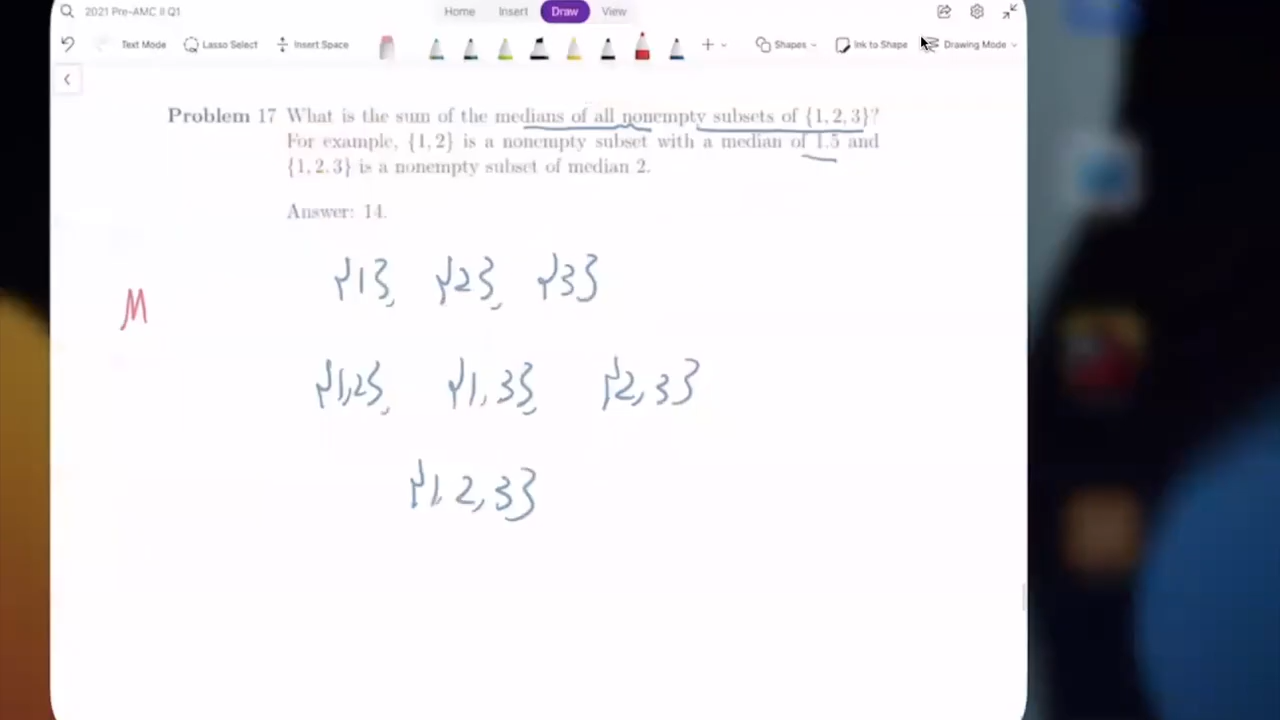 2021 Pre-AMC II Q1
Home Insert Draw View
Text Mode Lasso Select Insert Space Shapes Ink to Shape Drawing Mode
Problem 17 What is the sum of the medians of all nonempty subsets of {1, 2, 3}?
For example, {1, 2} is a nonempty subset with a median of 1.5 and
{1, 2, 3} is a nonempty subset of median 2.
Answer: 14.
{1}, {2}, {3}
M
{1,2}, {1, 3}, {2, 3}
{1, 2, 3}